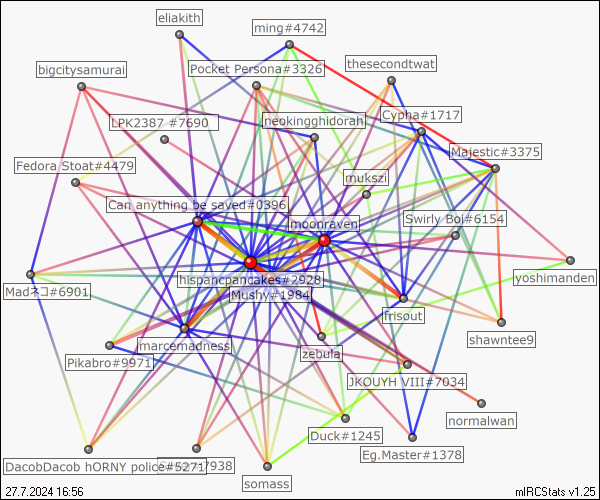 eliakith
ming#4742
Pocket Persona#3326
thesecondtwat
bigcitysamurai
LPK2387 #7690
neokingghidorah
Cypha#1717
Majestic#3375
Fedora Stoat#4479
mukszi
Can anything be saved#0396
moonraven
Swirly Boi#6154
hispancpancakes#2928
yoshimanden
Madネコ#6901
Mushy#1984
frisout
shawntee9
marcemadness
zebula
Pikabro#9971
JKOUYH VIII#7034
normalwan
Duck#1245
Eg.Master#1378
DacobDacob hORNY police#5271
7938
somass
27.7.2024 16:56
mIRCStats v1.25